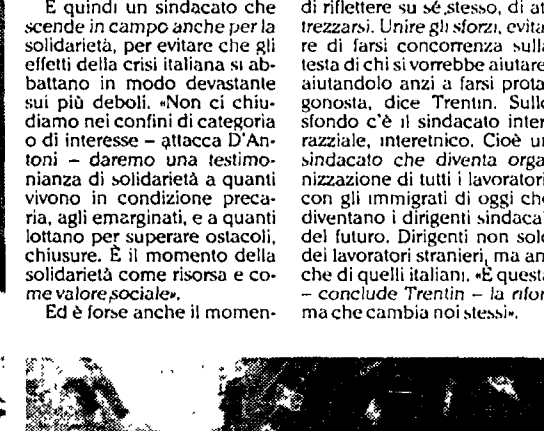 E quindi un sindacato che
scende in campo anche per la
solidarietà, per evitare che gli
effetti della crisi italiana si ab-
battano in modo devastante
sui più deboli. «Non ci chiu-
diamo nei confini di categoria
o di interesse – attacca D'An-
toni – daremo una testimo-
nianza di solidarietà a quanti
vivono in condizione preca-
ria, agli emarginati, e a quanti
lottano per superare ostacoli,
chiusure. È il momento della
solidarietà come risorsa e co-
me valore sociale».
Ed è forse anche il momen-
di riflettere su sé stesso, di at
trezzarsi. Unire gli sforzi, evita
re di farsi concorrenza sulla
testa di chi si vorrebbe aiutare
aiutandolo anzi a farsi prota
gonosta, dice Trentin. Sullo
sfondo c'è il sindacato inter
razziale, interetnico. Cioè un
sindacato che diventa orga
nizzazione di tutti i lavoratori
con gli immigrati di oggi che
diventano i dirigenti sindaca
del futuro. Dirigenti non solo
dei lavoratori stranieri, ma an
che di quelli italiani. «È questa
– conclude Trentin – la rifor
ma che cambia noi stessi».